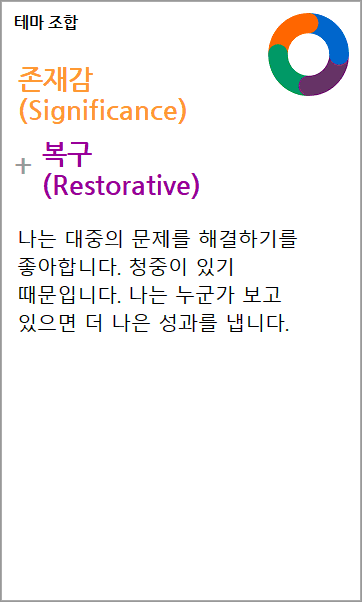 테마 조합
존재감
(Significance)
+ 복구
(Restorative)
나는 대중의 문제를 해결하기를
좋아합니다. 청중이 있기
때문입니다. 나는 누군가 보고
있으면 더 나은 성과를 냅니다.